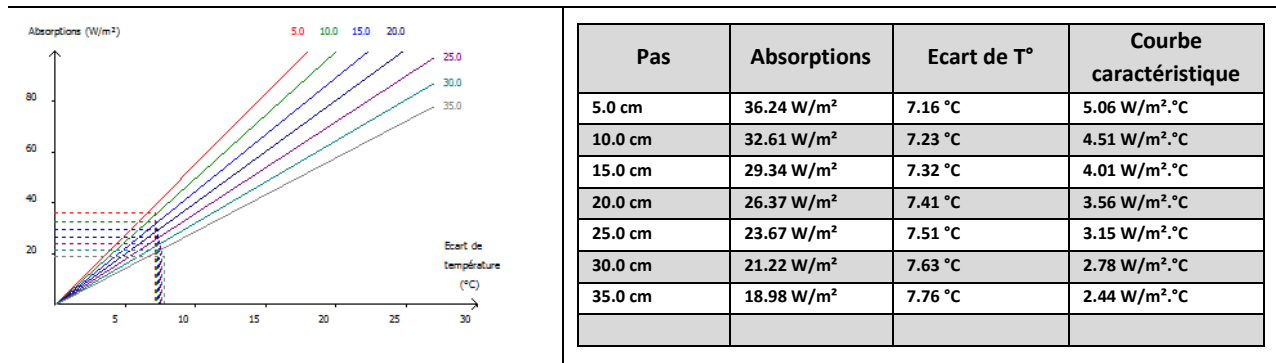 Absorptions (W/m²)
5.0 10.0 15.0 20.0
25.0
30.0
35.0
80
60
40
20
Ecart de
température
(°C)
5 10 15 20 25 30
Pas Absorptions Ecart de T° Courbe
caractéristique
5.0 cm 36.24 W/m² 7.16 °C 5.06 W/m².°C
10.0 cm 32.61 W/m² 7.23 °C 4.51 W/m².°C
15.0 cm 29.34 W/m² 7.32 °C 4.01 W/m².°C
20.0 cm 26.37 W/m² 7.41 °C 3.56 W/m².°C
25.0 cm 23.67 W/m² 7.51 °C 3.15 W/m².°C
30.0 cm 21.22 W/m² 7.63 °C 2.78 W/m².°C
35.0 cm 18.98 W/m² 7.76 °C 2.44 W/m².°C